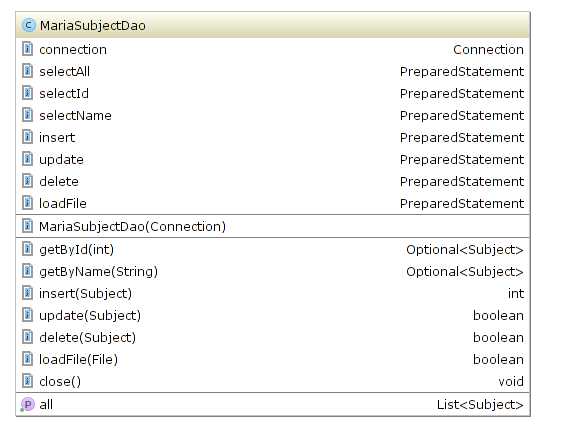 C MariaSubjectDao
connection Connection
selectAll PreparedStatement
selectId PreparedStatement
selectName PreparedStatement
insert PreparedStatement
update PreparedStatement
delete PreparedStatement
loadFile PreparedStatement
MariaSubjectDao(Connection)
getById(int) Optional<Subject>
getByName(String) Optional<Subject>
insert(Subject) int
update(Subject) boolean
delete(Subject) boolean
loadFile(File) boolean
close() void
P all List<Subject>